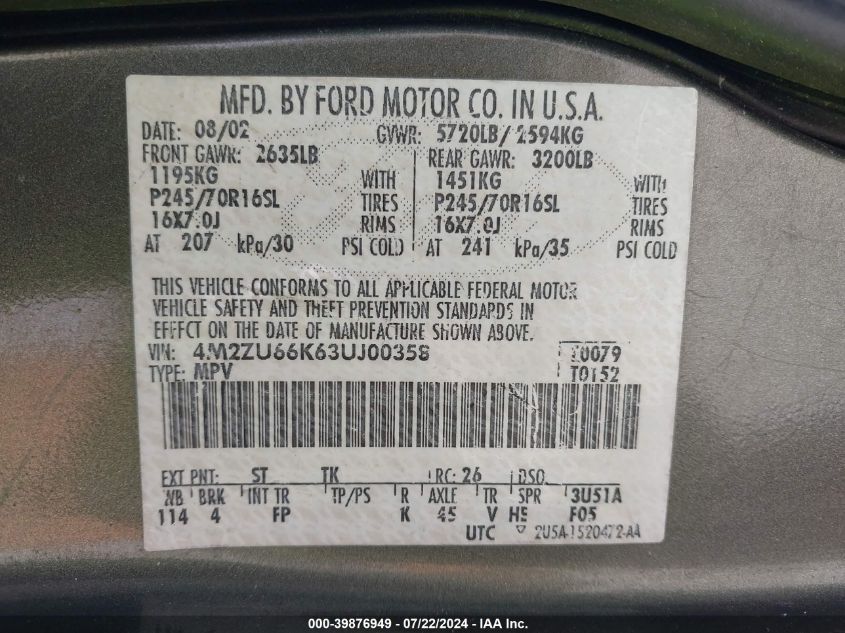 MFD. BY FORD MOTOR CO. IN U.S.A.
DATE: 08/02 GVWR: 5720LB/ 2594KG
FRONT GAWR: 2635LB REAR GAWR: 3200LB
1195KG WITH 1451KG WITH
P245/70R16SL TIRES P245/70R16SL TIRES
16X7.0J RIMS 16X7.0J RIMS
AT 207 kPa/30 PSI COLD AT 241 kPa/35 PSI COLD
THIS VEHICLE CONFORMS TO ALL APPLICABLE FEDERAL MOTOR
VEHICLE SAFETY AND THEFT PREVENTION STANDARDS IN
EFFECT ON THE DATE OF MANUFACTURE SHOWN ABOVE.
VIN: 4M2ZU66K63UJ00358 T0079
TYPE: MPV T0152
EXT PNT: ST TK RC: 26 DSO
WB BRK INT TR TP/PS R AXLE TR SPR 3U51A
114 4 FP K 45 V F05
UTC 2U5A-1520472-AA
000-39876949 - 07/22/2024 - IAA Inc.